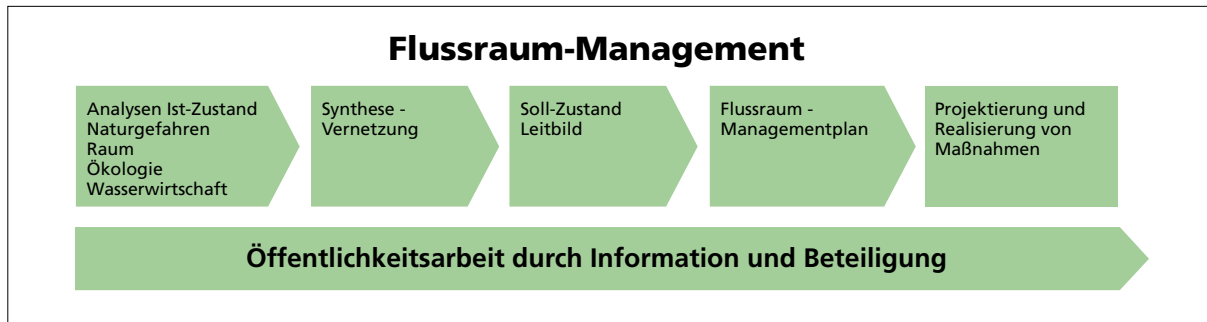 Flussraum-Management
Analysen Ist-Zustand
Naturgefahren
Raum
Ökologie
Wasserwirtschaft
Synthese -
Vernetzung
Soll-Zustand
Leitbild
Flussraum -
Managementplan
Projektierung und
Realisierung von
Maßnahmen
Öffentlichkeitsarbeit durch Information und Beteiligung